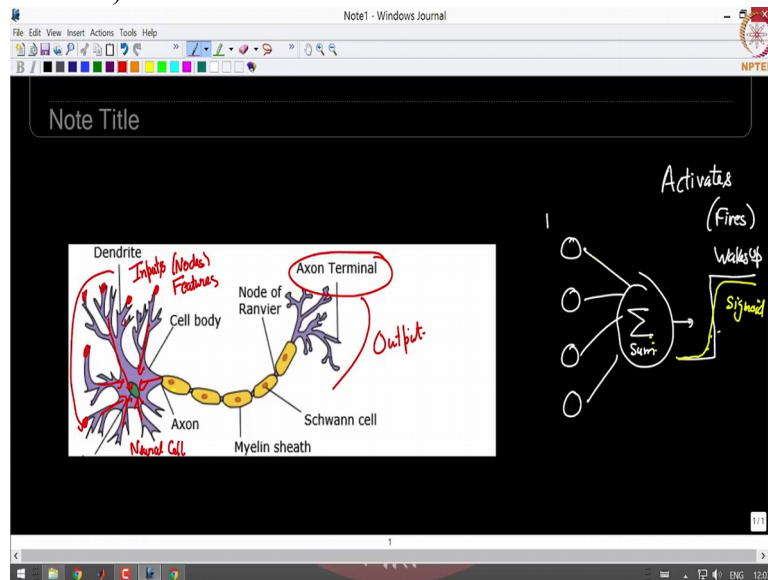 Note1 - Windows Journal
File Edit View Insert Actions Tools Help
B I
NPTEL
Note Title
Activates
(Fires)
Wakes up
Sigmoid
Σ
Sum
Dendrite
Inputs (Nodes)
Features
Cell body
Axon
Neural Cell
Node of
Ranvier
Axon Terminal
Output
Schwann cell
Myelin sheath
1/1
1
ENG